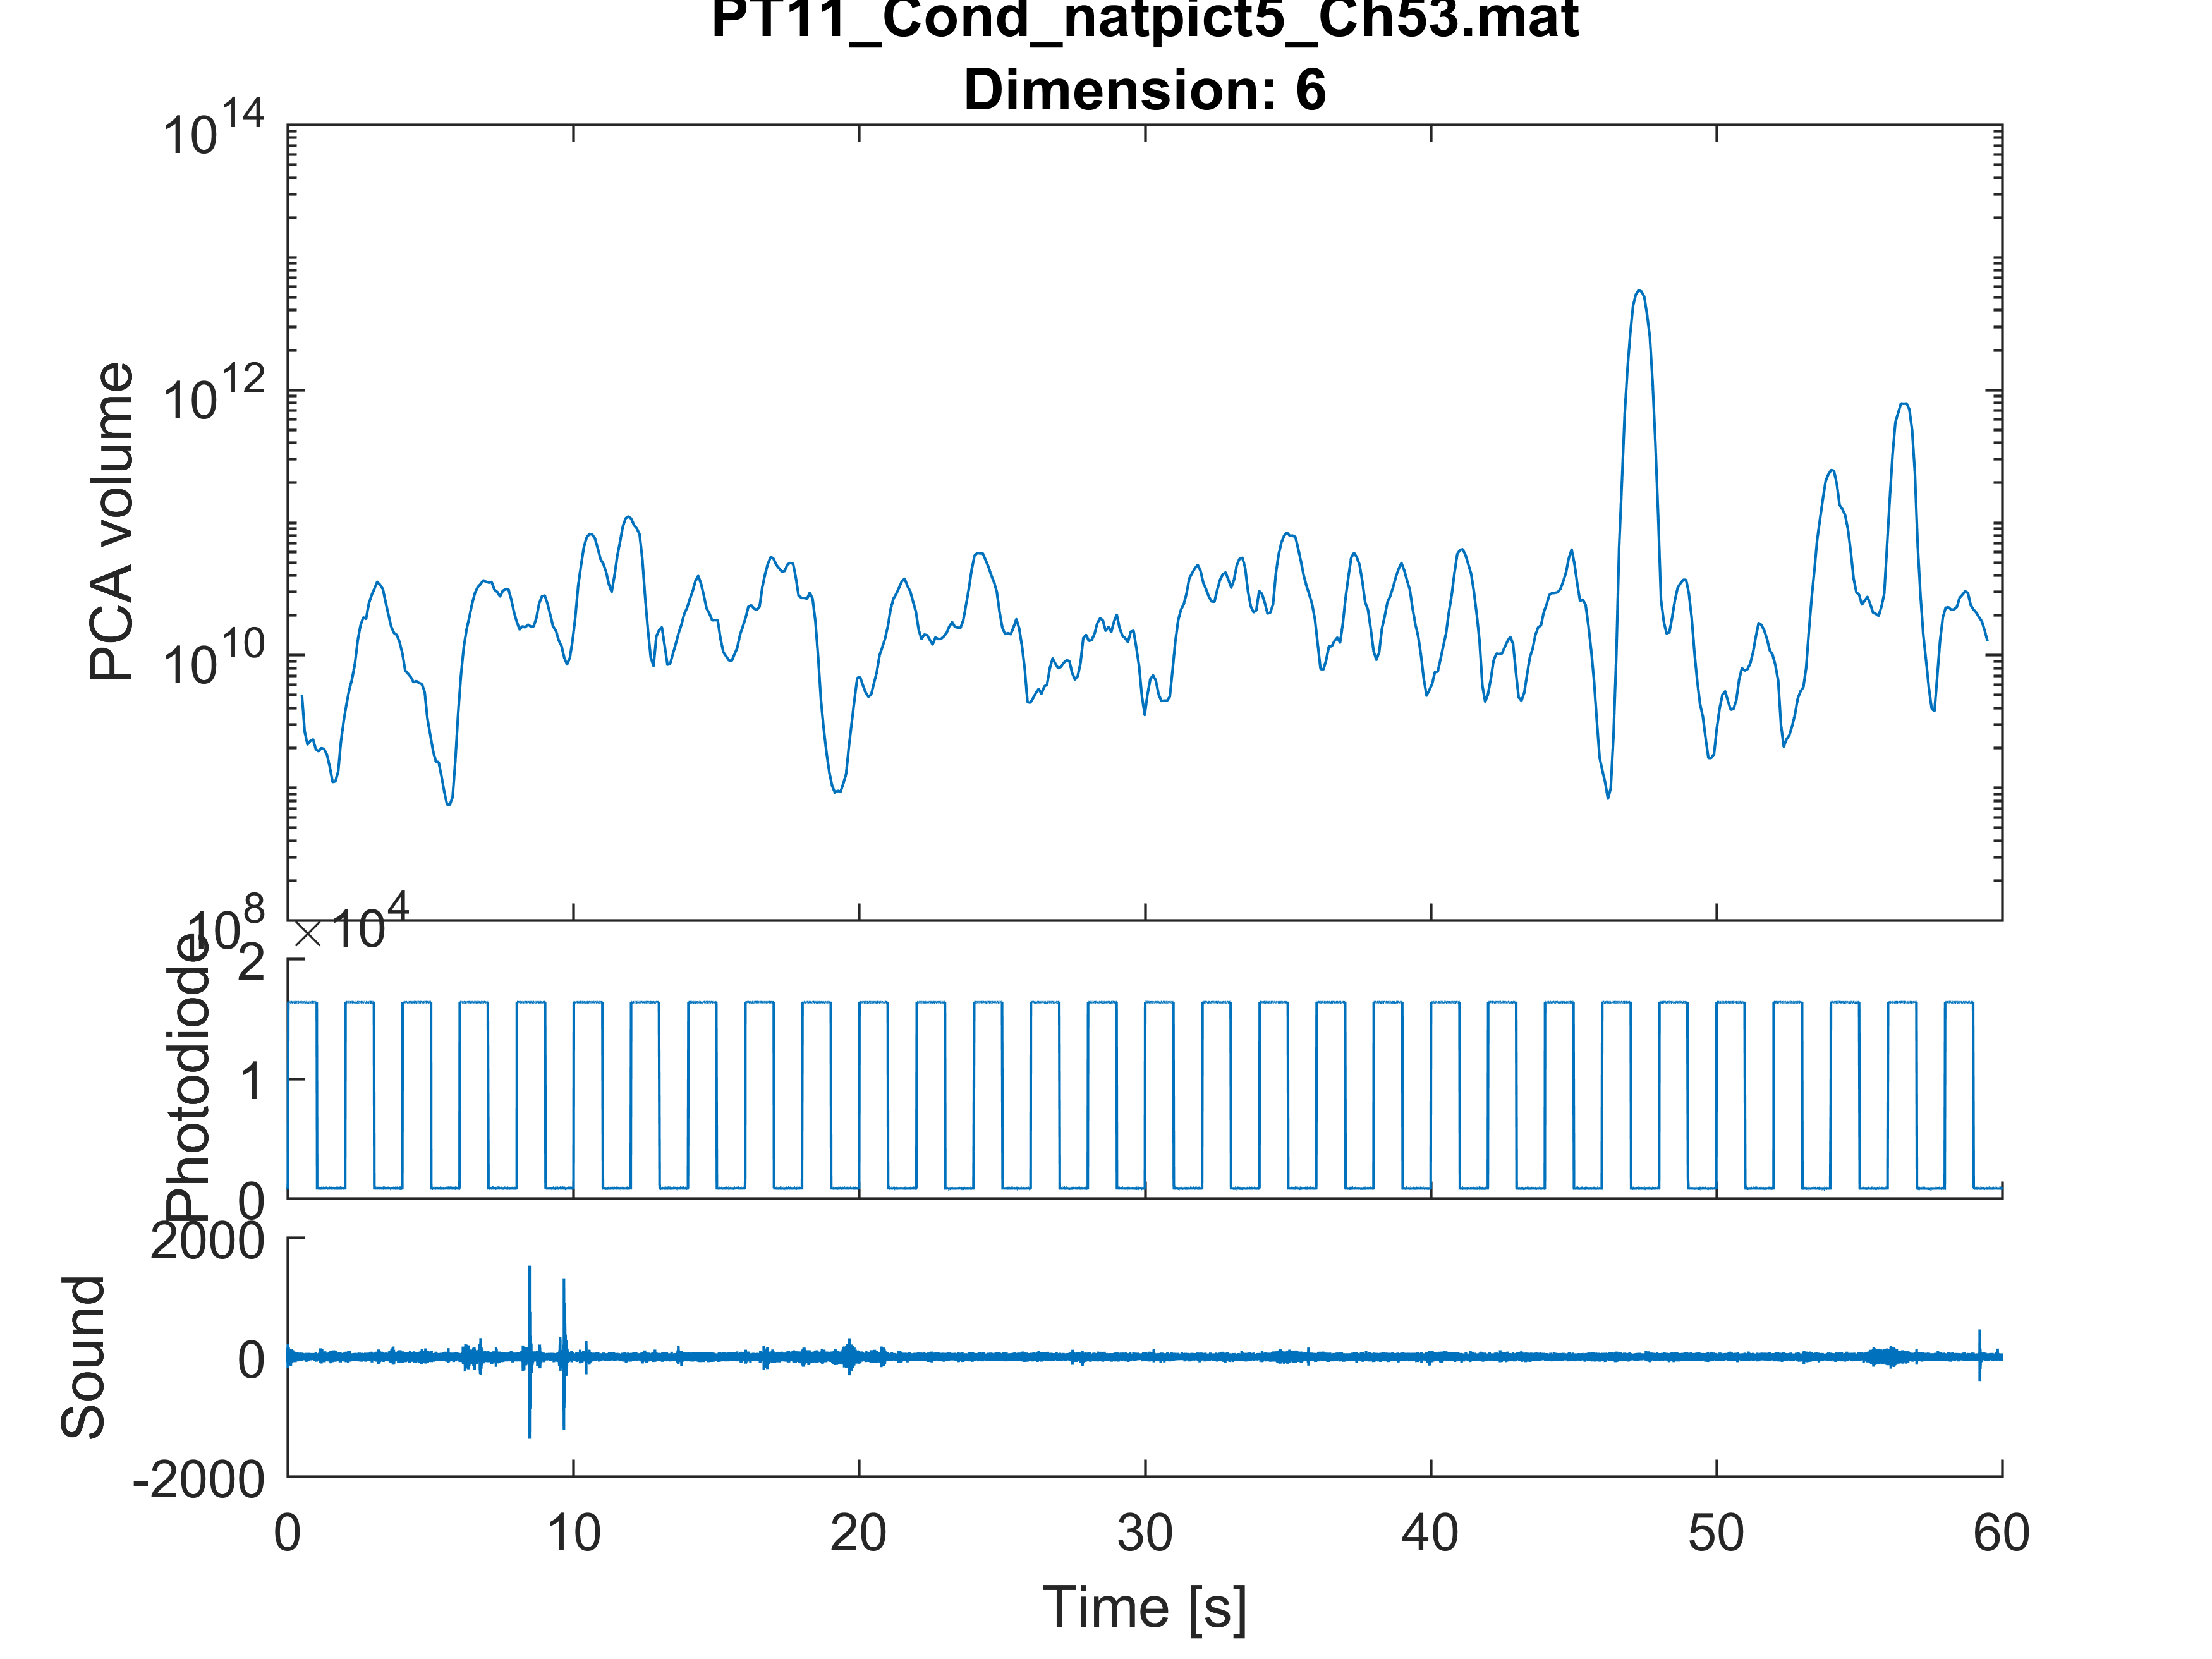 PT11_Cond_natpict5_Ch53.mat
Dimension: 6
10^14
10^12
10^10
10^8
PCA volume
× 10^4
2
1
0
Photodiode
2000
0
-2000
Sound
0 10 20 30 40 50 60
Time [s]